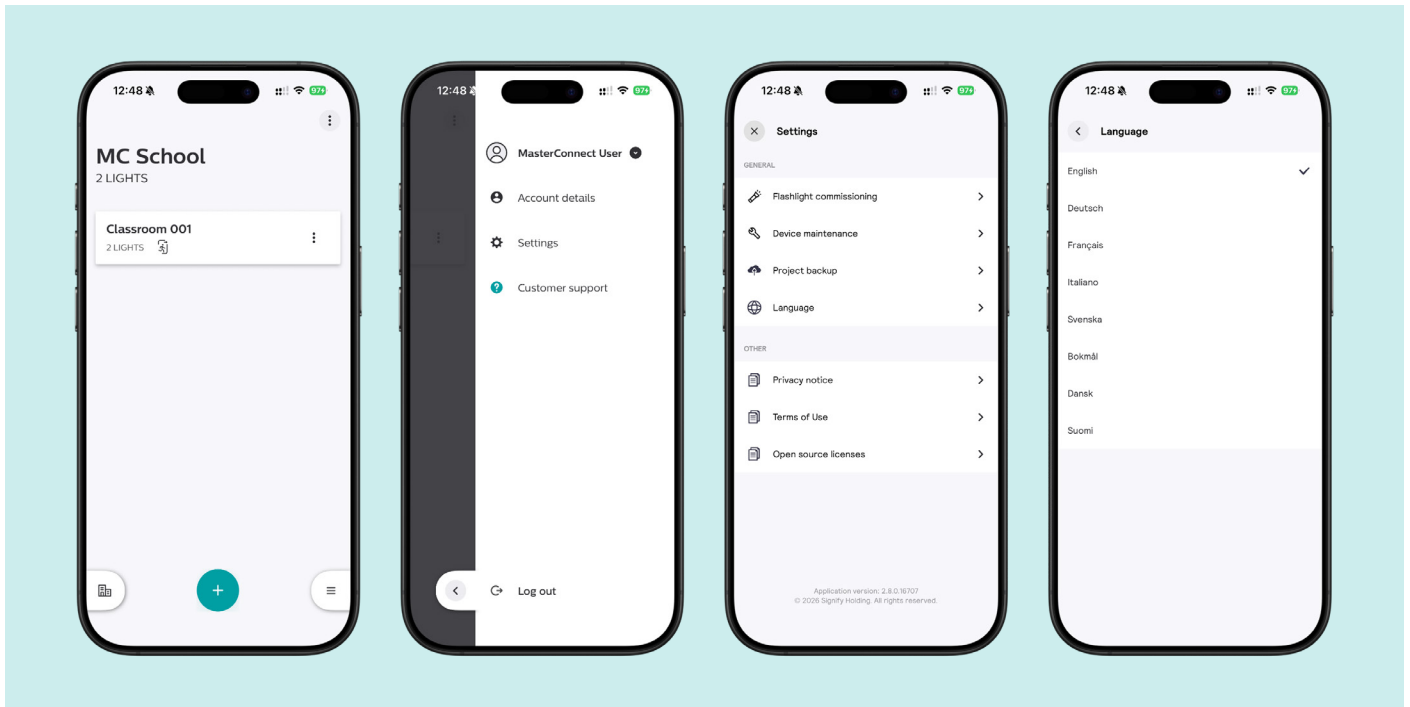 12:48
97
MC School
2 LIGHTS
Classroom 001
2 LIGHTS
12:48
97
MasterConnect User
Account details
Settings
Customer support
Log out
12:48
97
Settings
GENERAL
Flashlight commissioning
Device maintenance
Project backup
Language
OTHER
Privacy notice
Terms of Use
Open source licenses
Application version: 2.8.0.16707
© 2026 Signify Holding. All rights reserved.
12:48
97
Language
English
Deutsch
Français
Italiano
Svenska
Bokmål
Dansk
Suomi